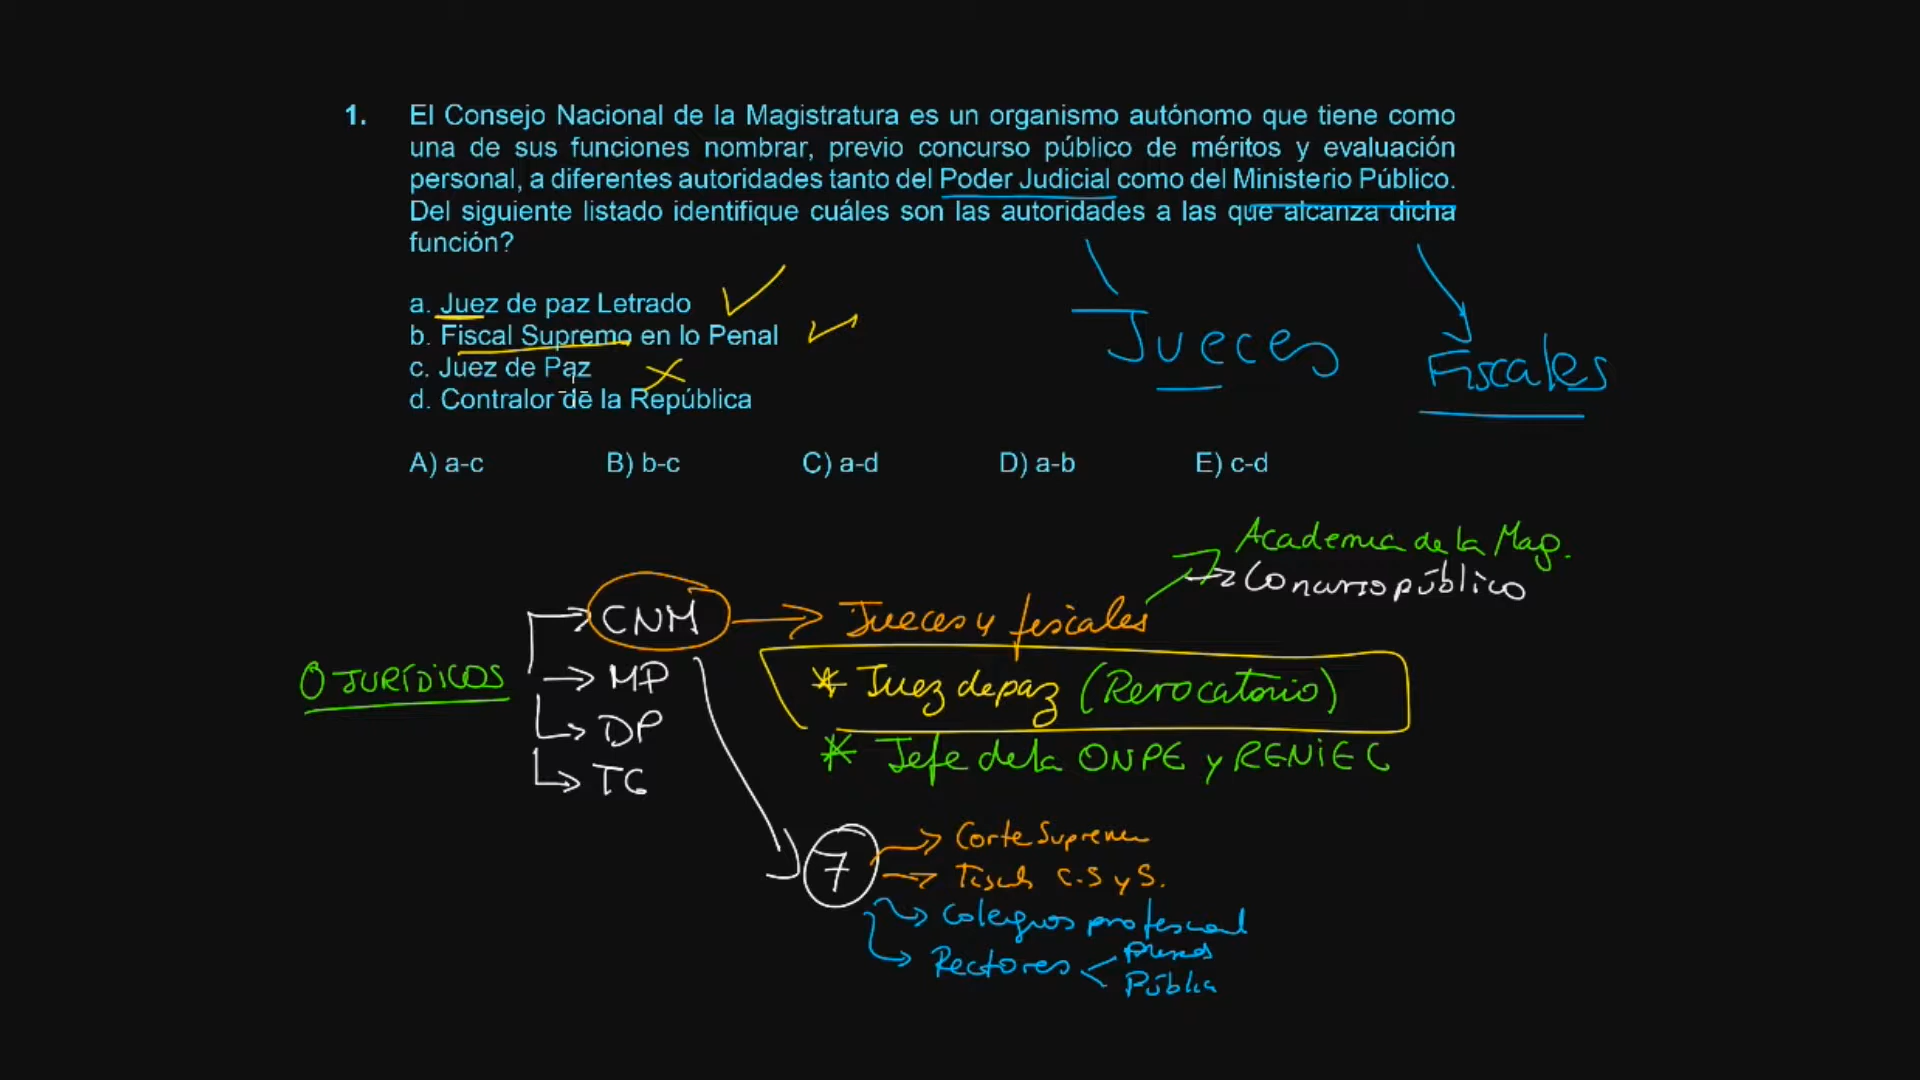 1. El Consejo Nacional de la Magistratura es un organismo autónomo que tiene como
una de sus funciones nombrar, previo concurso público de méritos y evaluación
personal, a diferentes autoridades tanto del Poder Judicial como del Ministerio Público.
Del siguiente listado identifique cuáles son las autoridades a las que alcanza dicha
función?
a. Juez de paz Letrado
b. Fiscal Supremo en lo Penal
c. Juez de Paz
d. Contralor de la República
Jueces
Fiscales
A) a-c B) b-c C) a-d D) a-b E) c-d
Academia de la Mag.
Concurso público
CNM
Jueces y fiscales
O JURÍDICOS
MP
* Juez de paz (Revocatorio)
DP
* Jefe de la ONPE y RENIEC
TC
7
Corte Suprema
C.S y S.
Colegios
Rectores
Pública